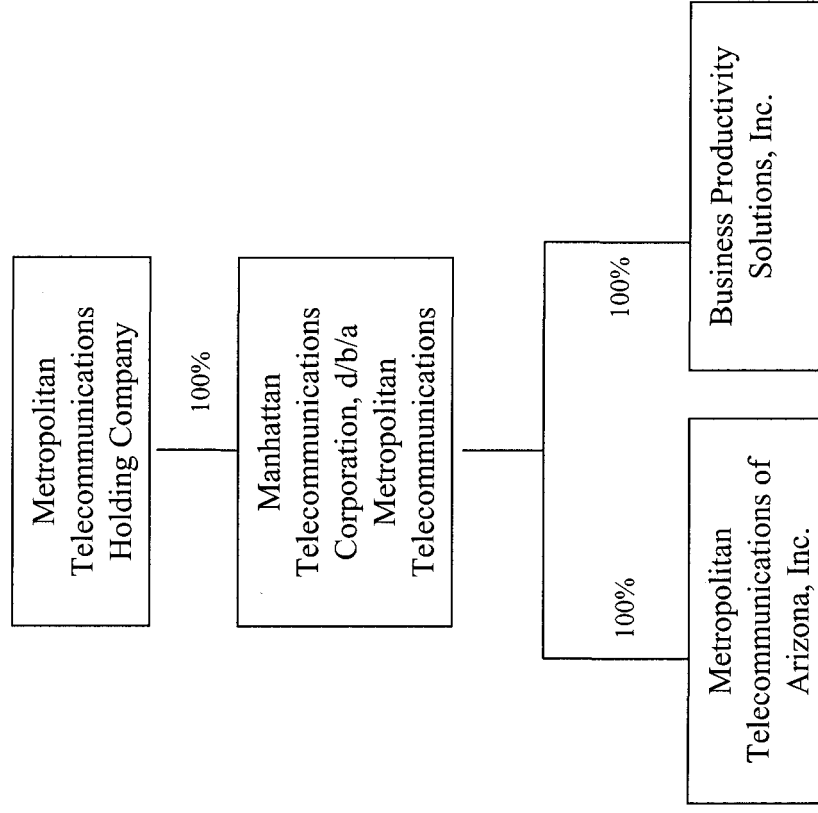 Metropolitan
Telecommunications
Holding Company
100%
Manhattan
Telecommunications
Corporation, d/b/a
Metropolitan
Telecommunications
100%
100%
Metropolitan
Telecommunications of
Arizona, Inc.
Business Productivity
Solutions, Inc.